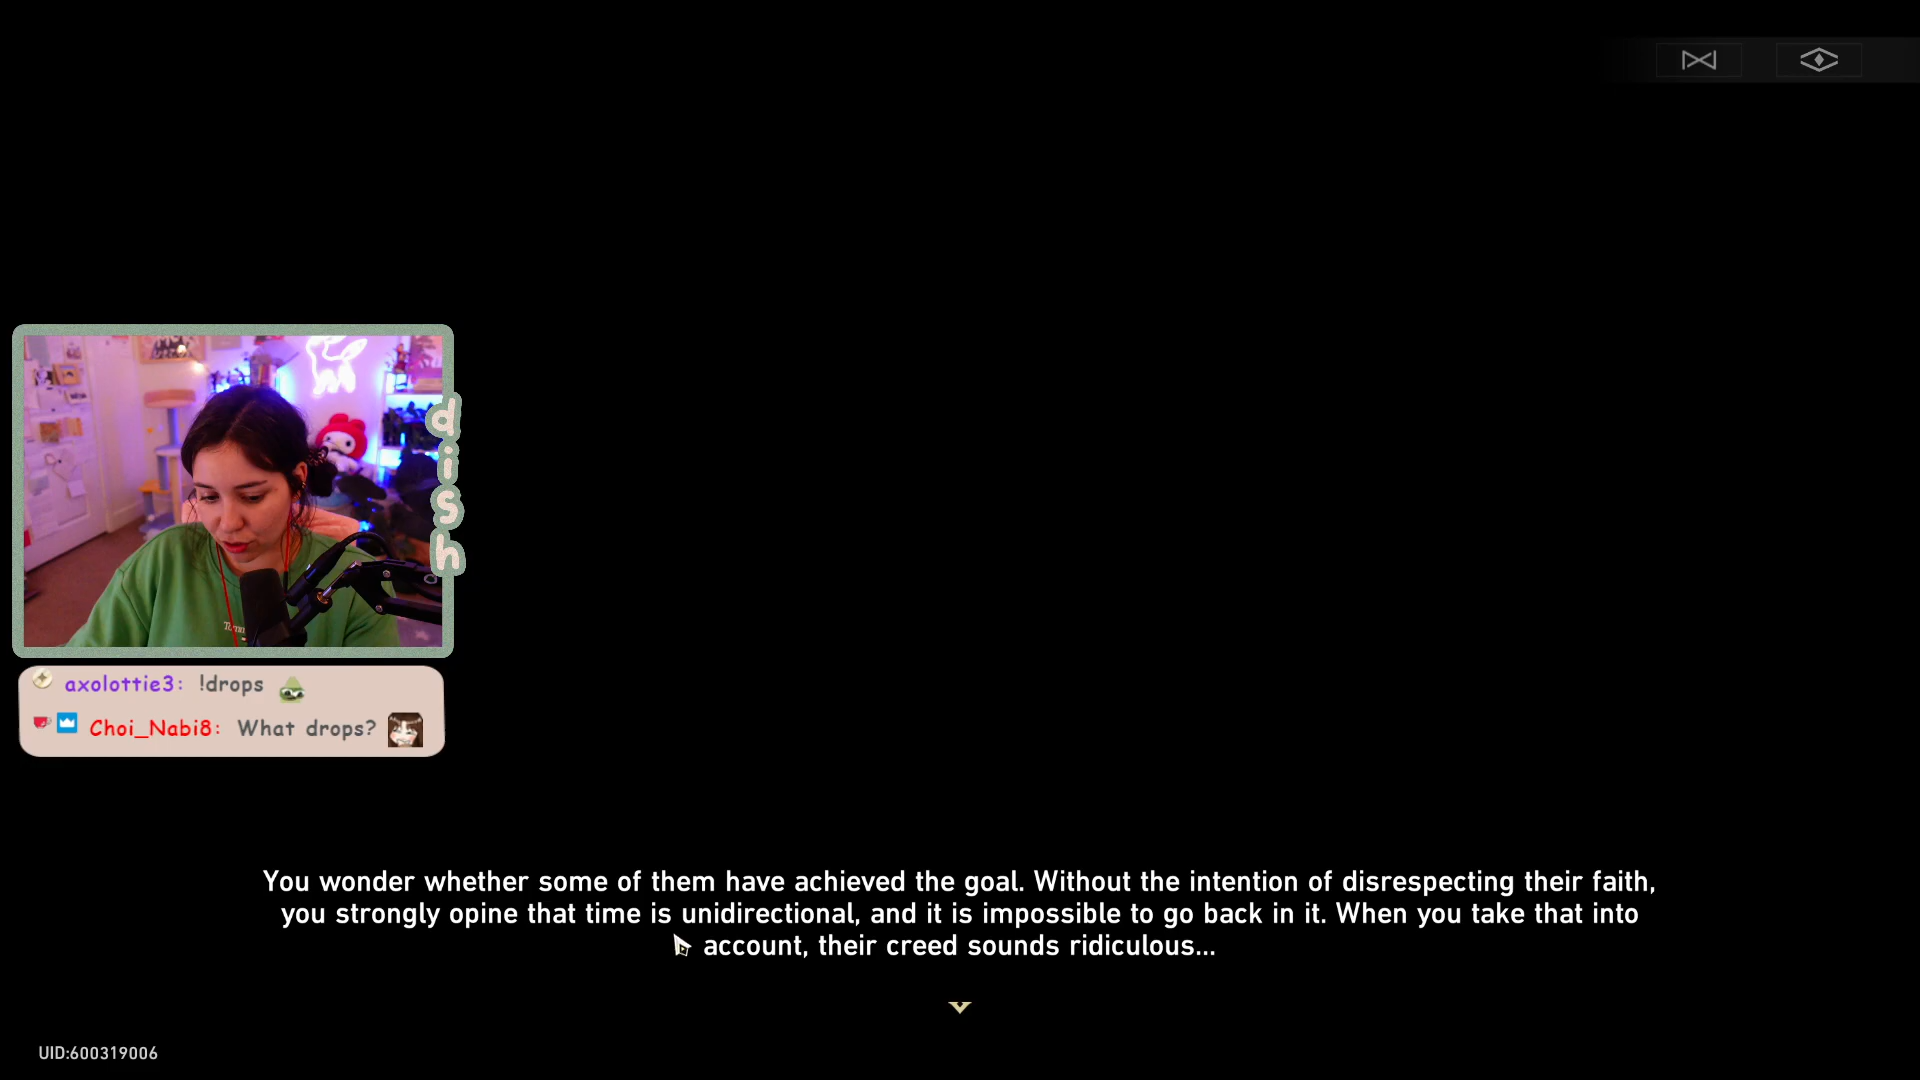 dish
axolottie3: !drops
Choi_Nabi8: What drops?
You wonder whether some of them have achieved the goal. Without the intention of disrespecting their faith,
you strongly opine that time is unidirectional, and it is impossible to go back in it. When you take that into
account, their creed sounds ridiculous...
UID:600319006